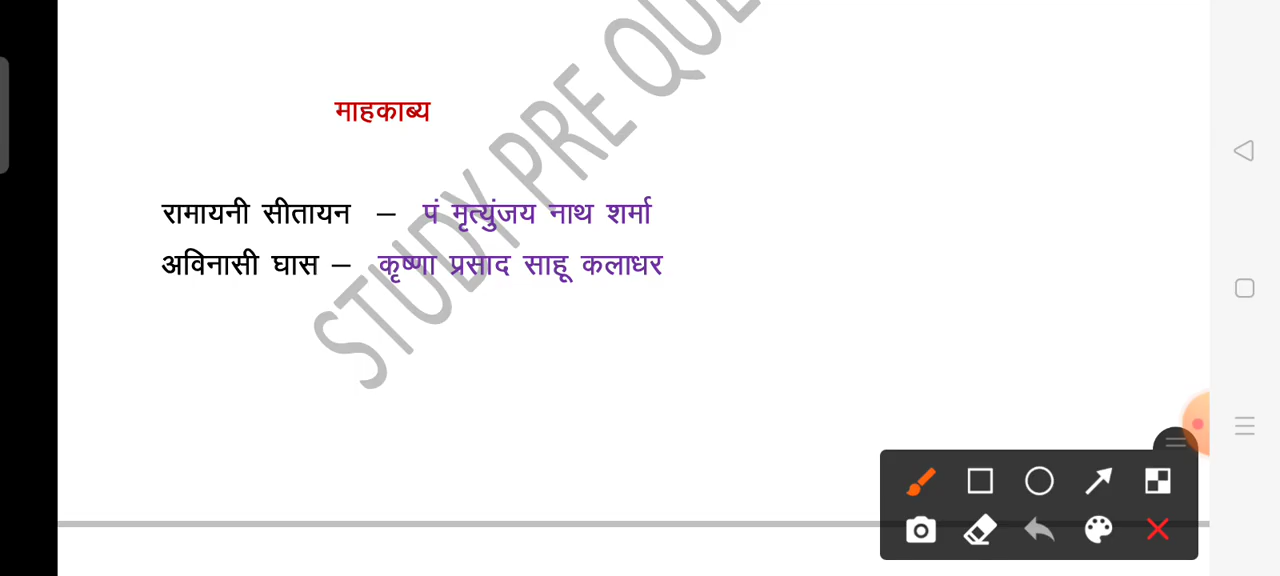 माहकाब्य
रामायनी सीतायन – पं मृत्युंजय नाथ शर्मा
अविनासी घास – कृष्णा प्रसाद साहू कलाधर
STUDY PRE QUE